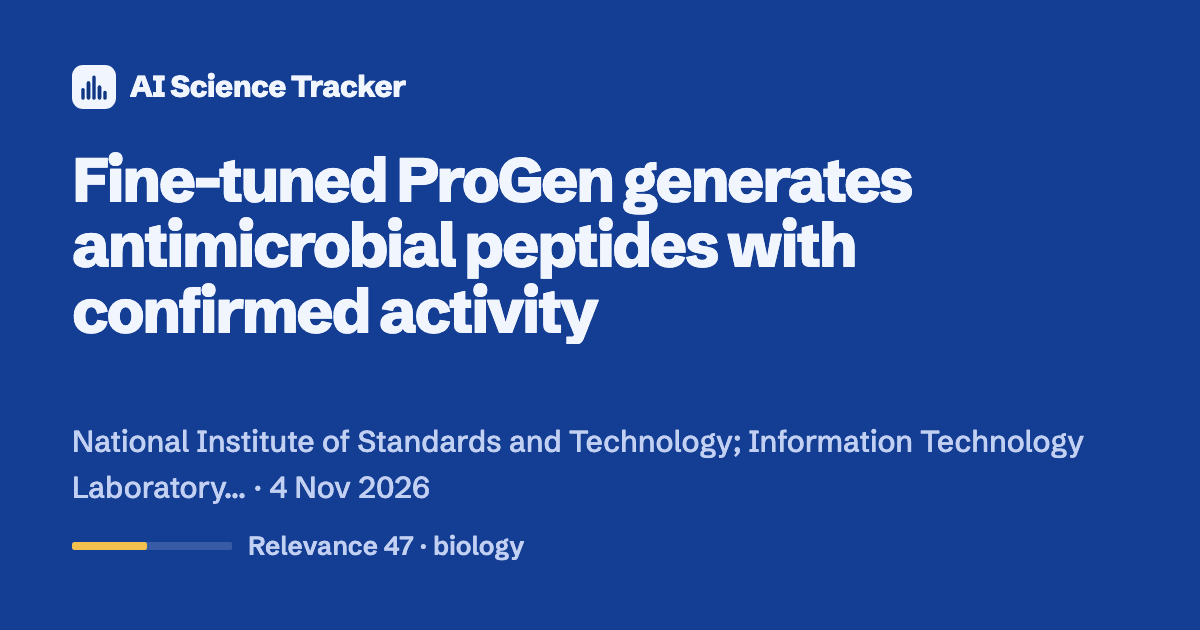 AI Science Tracker
Fine-tuned ProGen generates
antimicrobial peptides with
confirmed activity
National Institute of Standards and Technology; Information Technology
Laboratory... · 4 Nov 2026
Relevance 47 · biology